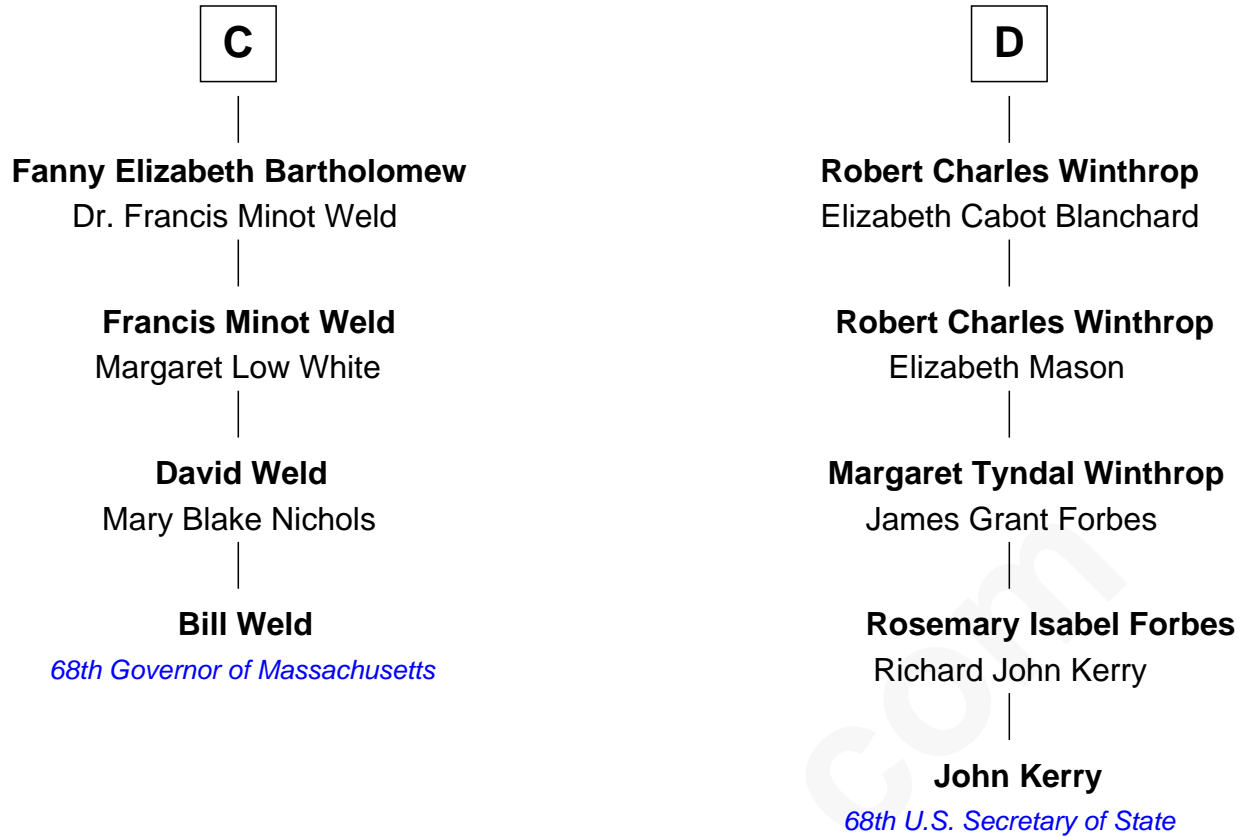 C
Fanny Elizabeth Bartholomew
Dr. Francis Minot Weld
Francis Minot Weld
Margaret Low White
David Weld
Mary Blake Nichols
Bill Weld
68th Governor of Massachusetts
D
Robert Charles Winthrop
Elizabeth Cabot Blanchard
Robert Charles Winthrop
Elizabeth Mason
Margaret Tyndal Winthrop
James Grant Forbes
Rosemary Isabel Forbes
Richard John Kerry
John Kerry
68th U.S. Secretary of State
com